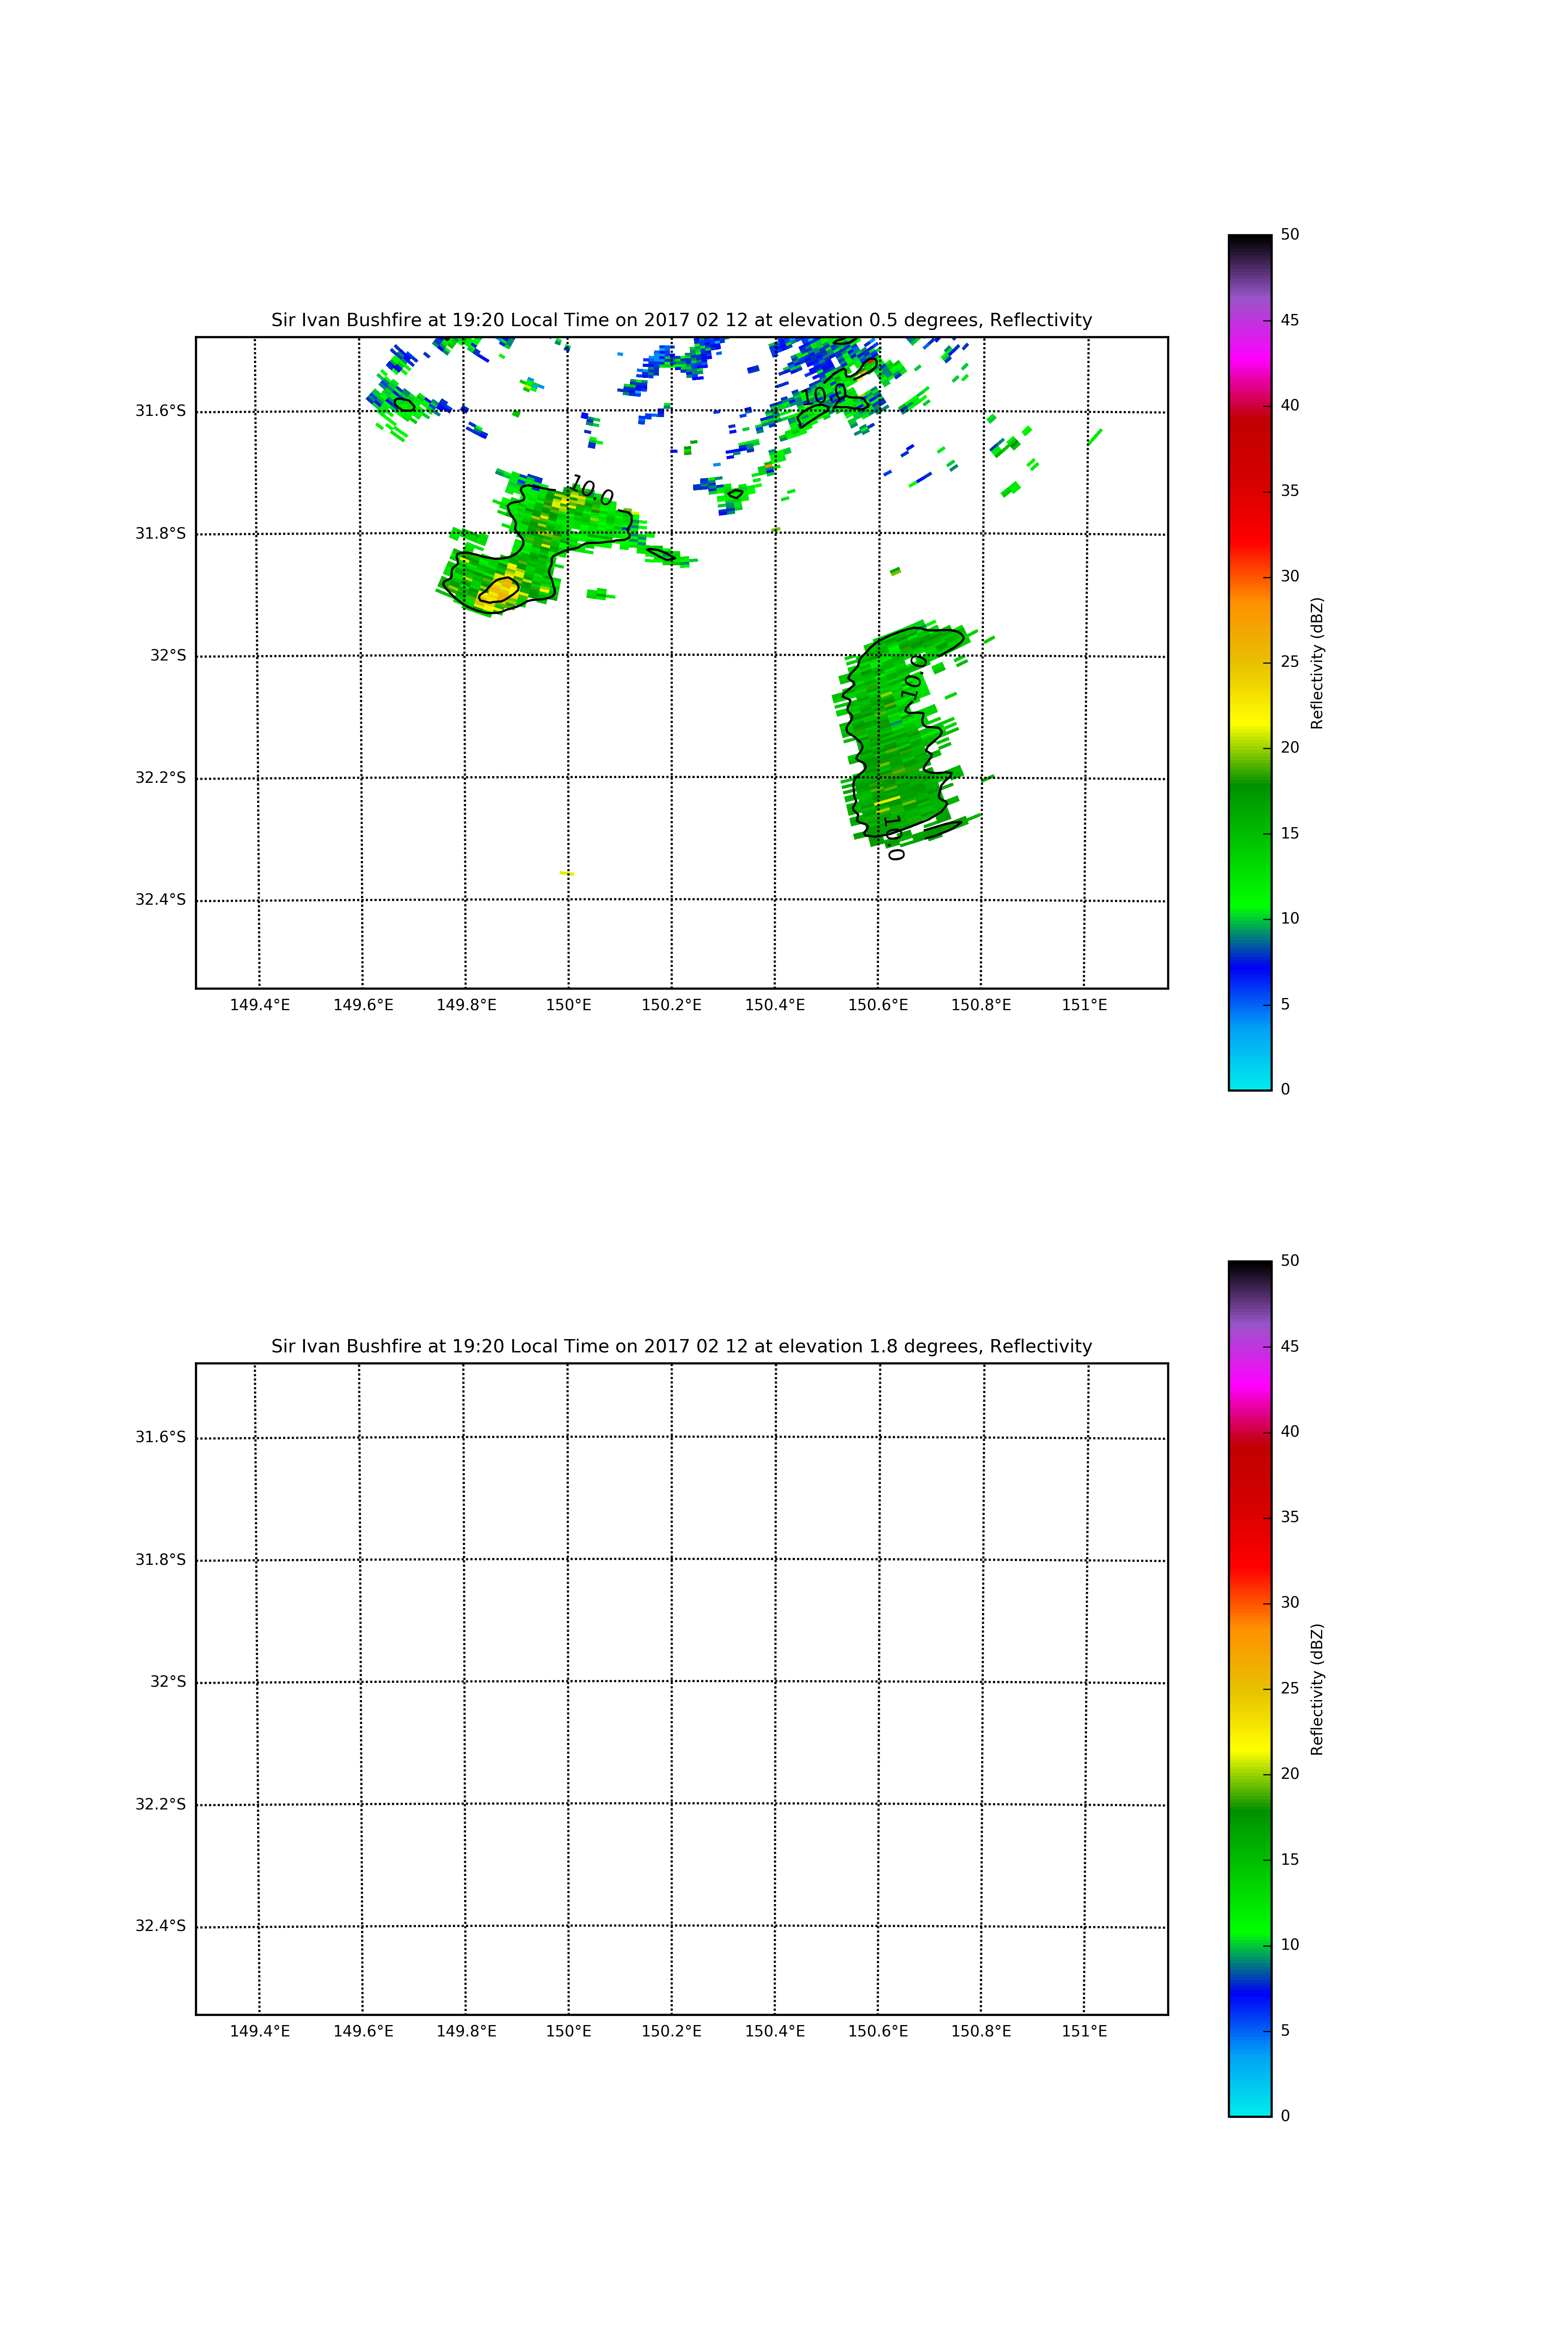 Sir Ivan Bushfire at 19:20 Local Time on 2017 02 12 at elevation 0.5 degrees, Reflectivity
31.6°S
31.8°S
32°S
32.2°S
32.4°S
149.4°E 149.6°E 149.8°E 150°E 150.2°E 150.4°E 150.6°E 150.8°E 151°E
10.0
10.0
10.0
10.0
50
45
40
35
30
25
20
15
10
5
0
Reflectivity (dBZ)
Sir Ivan Bushfire at 19:20 Local Time on 2017 02 12 at elevation 1.8 degrees, Reflectivity
31.6°S
31.8°S
32°S
32.2°S
32.4°S
149.4°E 149.6°E 149.8°E 150°E 150.2°E 150.4°E 150.6°E 150.8°E 151°E
50
45
40
35
30
25
20
15
10
5
0
Reflectivity (dBZ)